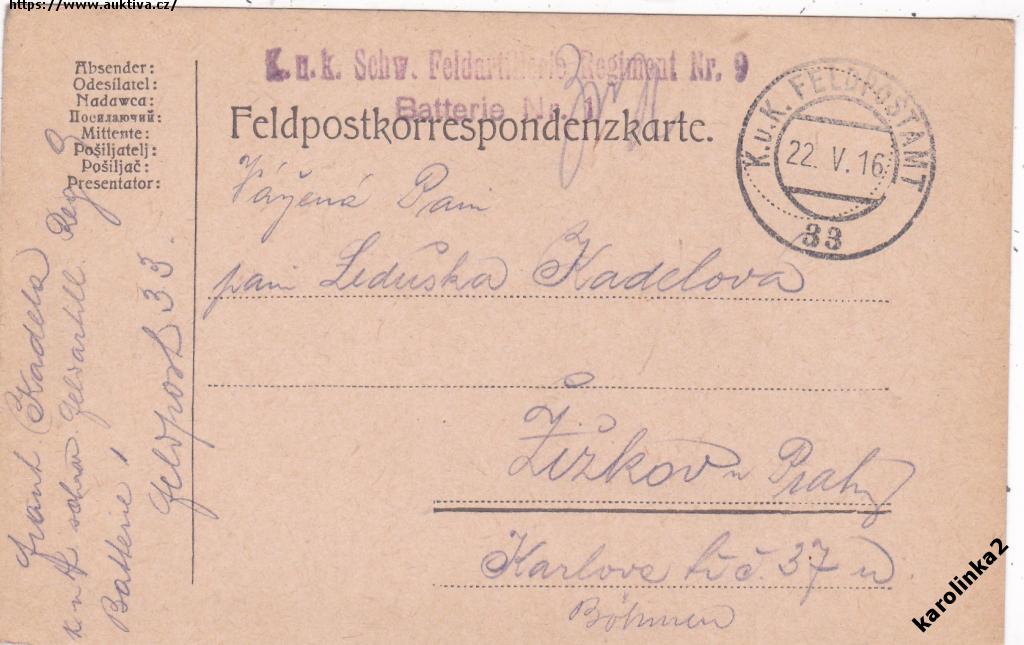 https://www.auktiva.cz/
K. u. k. Schw. Feldartillerie Regiment Nr. 9
Batterie Nr. 1
Feldpostkorrespondenzkarte.
K.u.K. FELDPOSTAMT
22. V. 16
33
Absender:
Odesílatel:
Nadawca:
Посилаючий:
Mittente:
Pošiljatelj:
Pošiljač:
Presentator:
Frant. Kadela
k. u. k. schw. Feldartill. Reg 9
Batterie 1
Feldpost 33.
Vážená Paní
paní Liduška Kadelová
Žižkov u Prahy
Karlova tř. č. 37 n
Böhmen
karolinka2